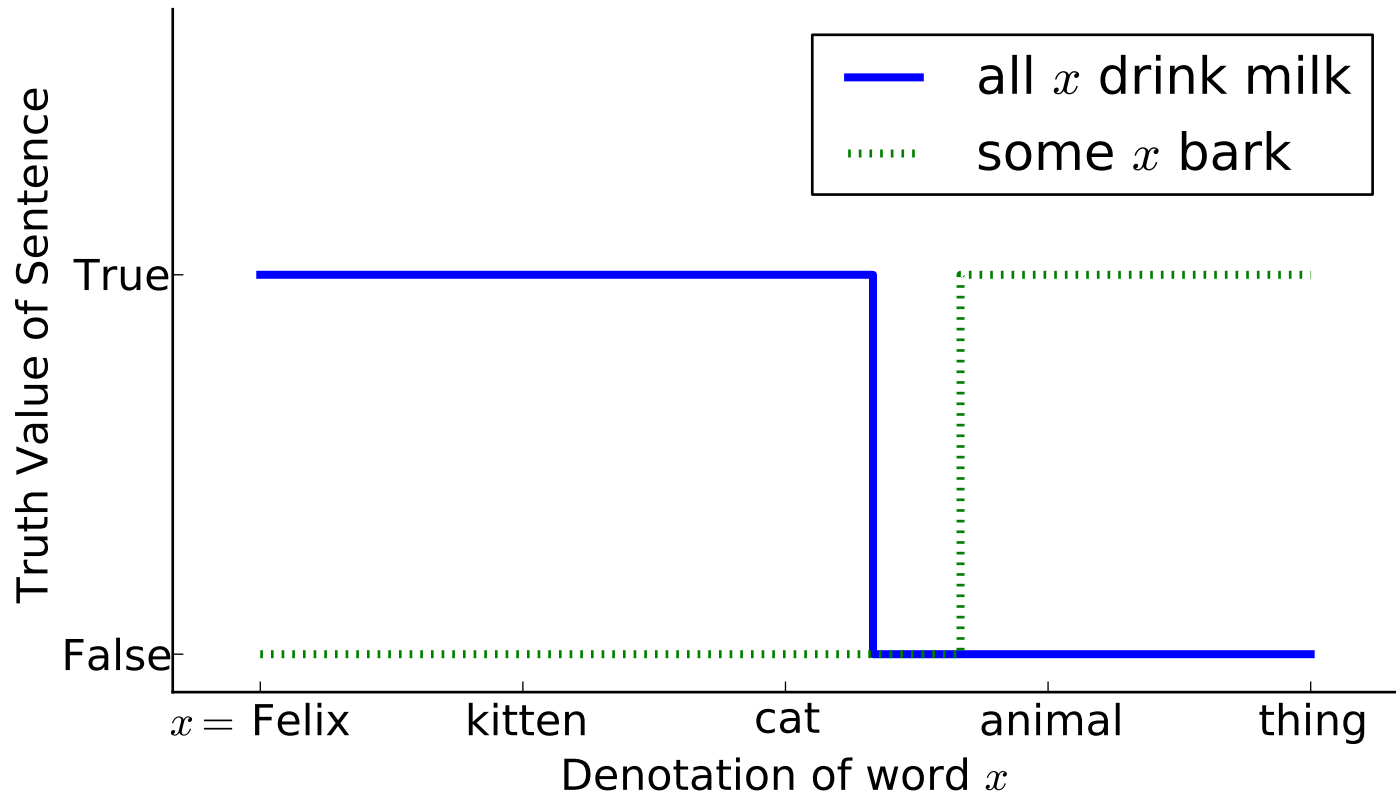 all x drink milk
some x bark
Truth Value of Sentence
True
False
x = Felix
kitten
cat
animal
thing
Denotation of word x